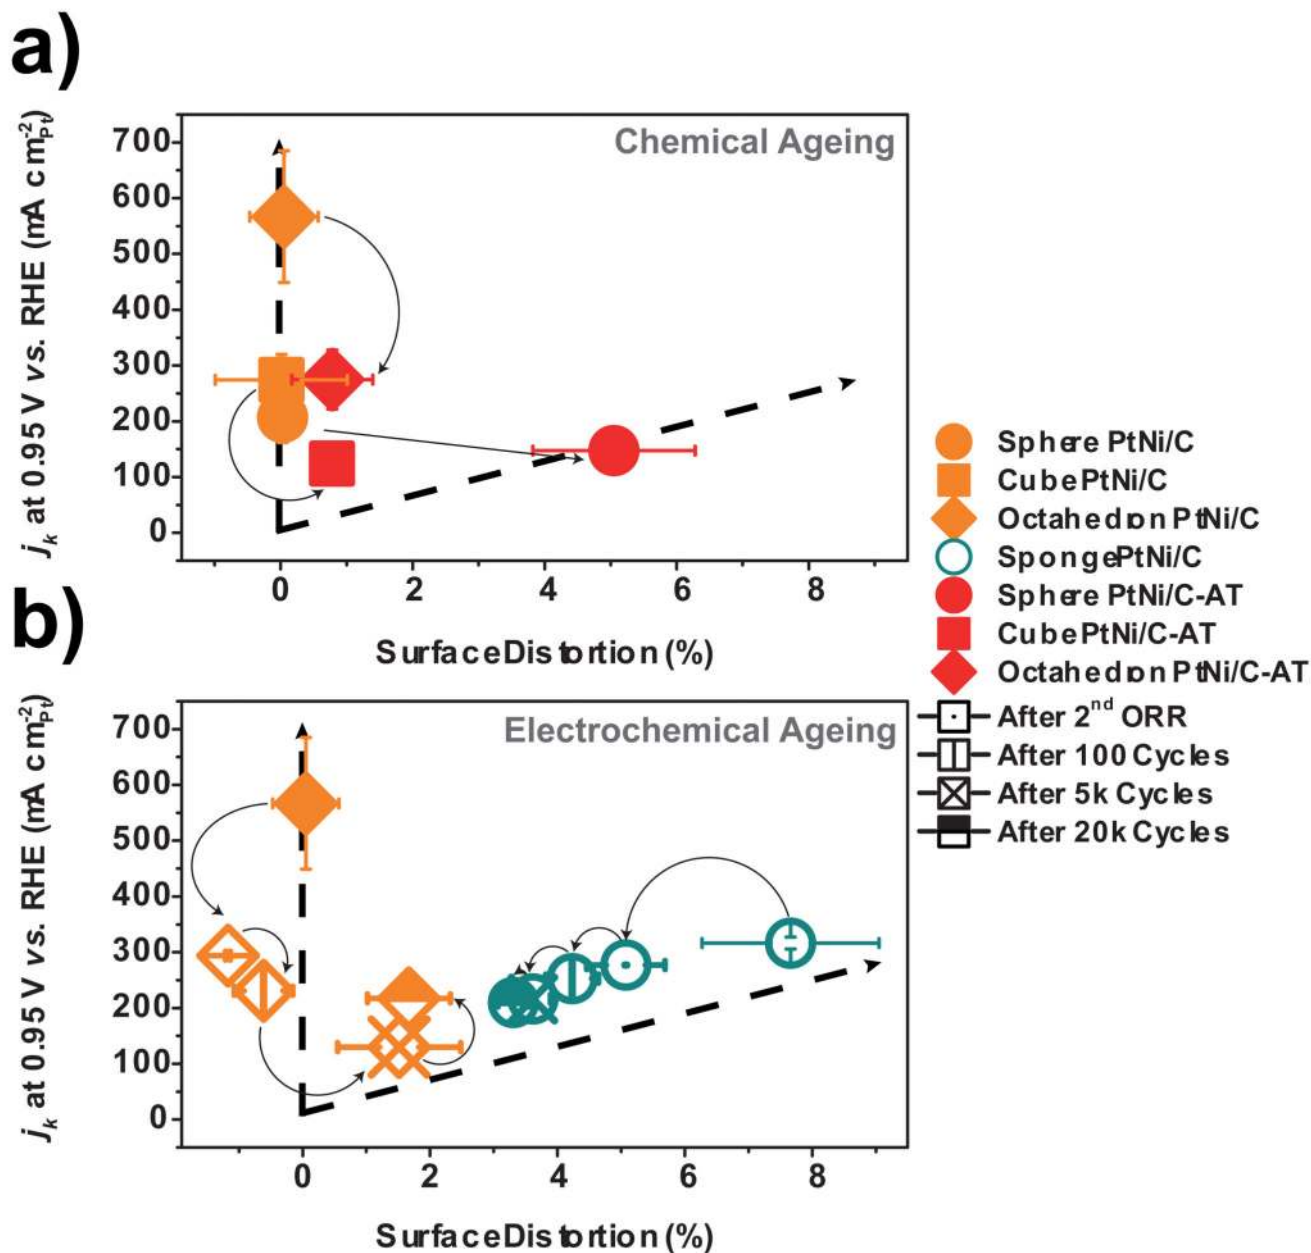 a)
700
600
500
400
300
200
100
0
j_k at 0.95 V vs. RHE (mA cm_Pt^-2)
Chemical Ageing
0 2 4 6 8
Surface Distortion (%)
b)
700
600
500
400
300
200
100
0
j_k at 0.95 V vs. RHE (mA cm_Pt^-2)
Electrochemical Ageing
0 2 4 6 8
Surface Distortion (%)
Sphere PtNi/C
Cube PtNi/C
Octahedron PtNi/C
Sponge PtNi/C
Sphere PtNi/C-AT
Cube PtNi/C-AT
Octahedron PtNi/C-AT
After 2nd ORR
After 100 Cycles
After 5k Cycles
After 20k Cycles